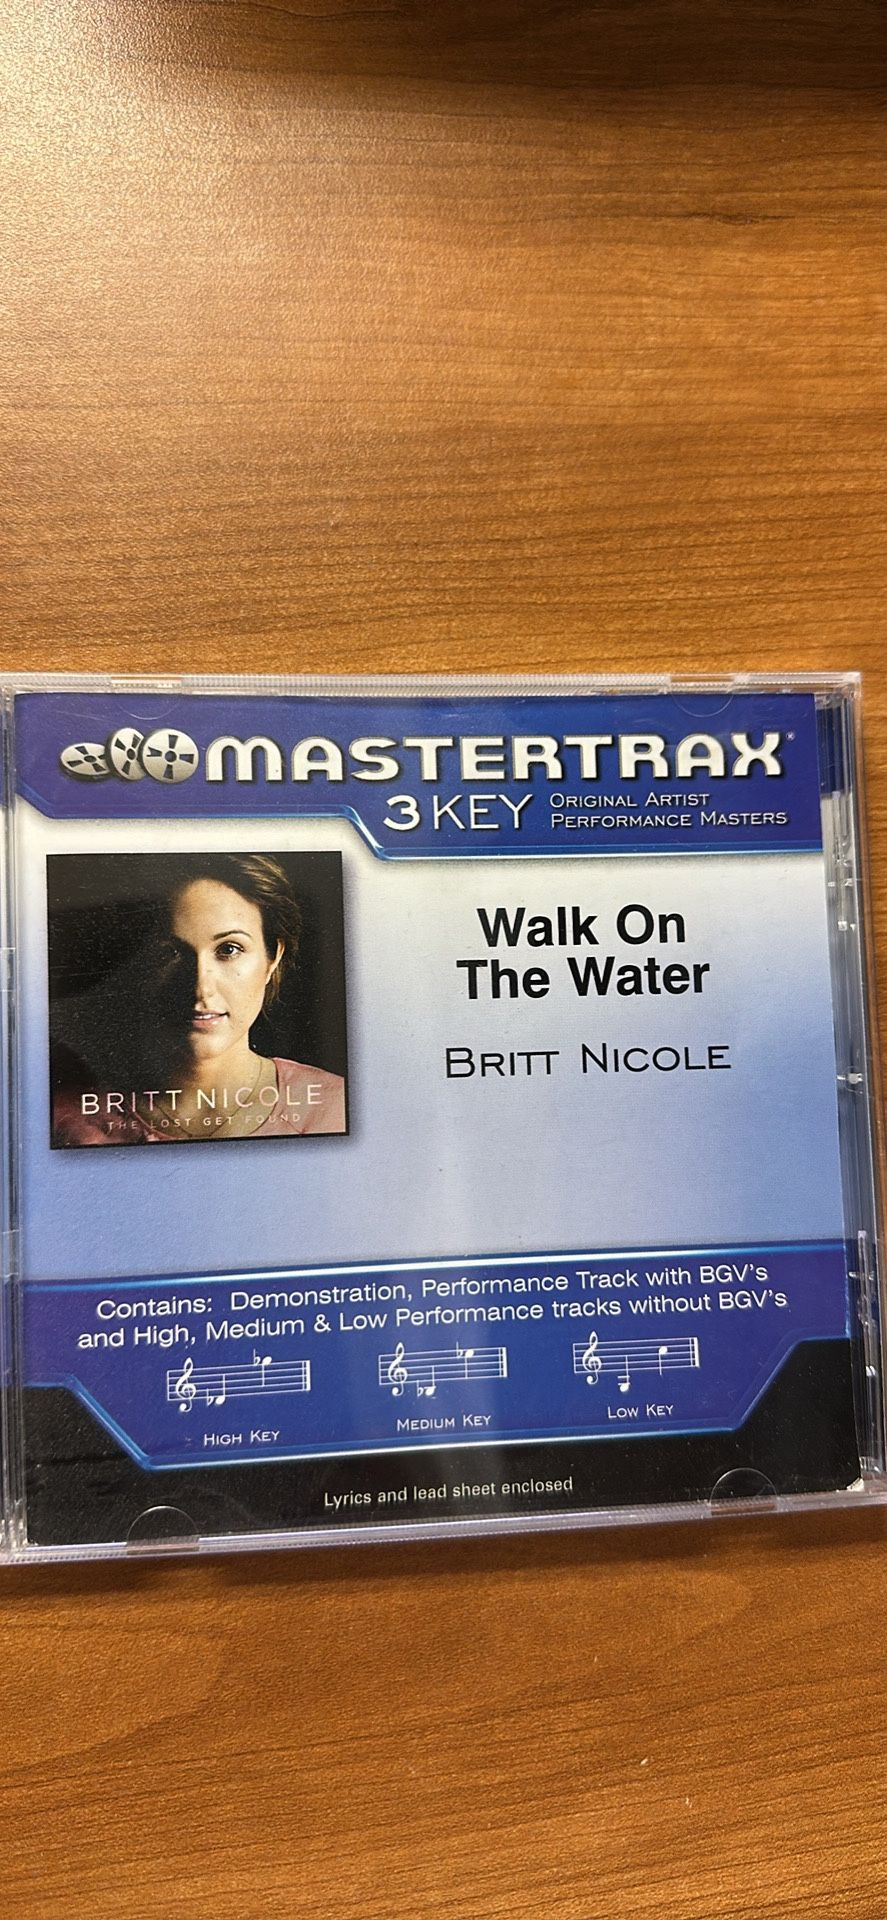 MASTERTRAX®
3 KEY ORIGINAL ARTIST
PERFORMANCE MASTERS
BRITT NICOLE
THE LOST GET FOUND
Walk On
The Water
BRITT NICOLE
Contains: Demonstration, Performance Track with BGV's
and High, Medium & Low Performance tracks without BGV's
HIGH KEY
MEDIUM KEY
LOW KEY
Lyrics and lead sheet enclosed